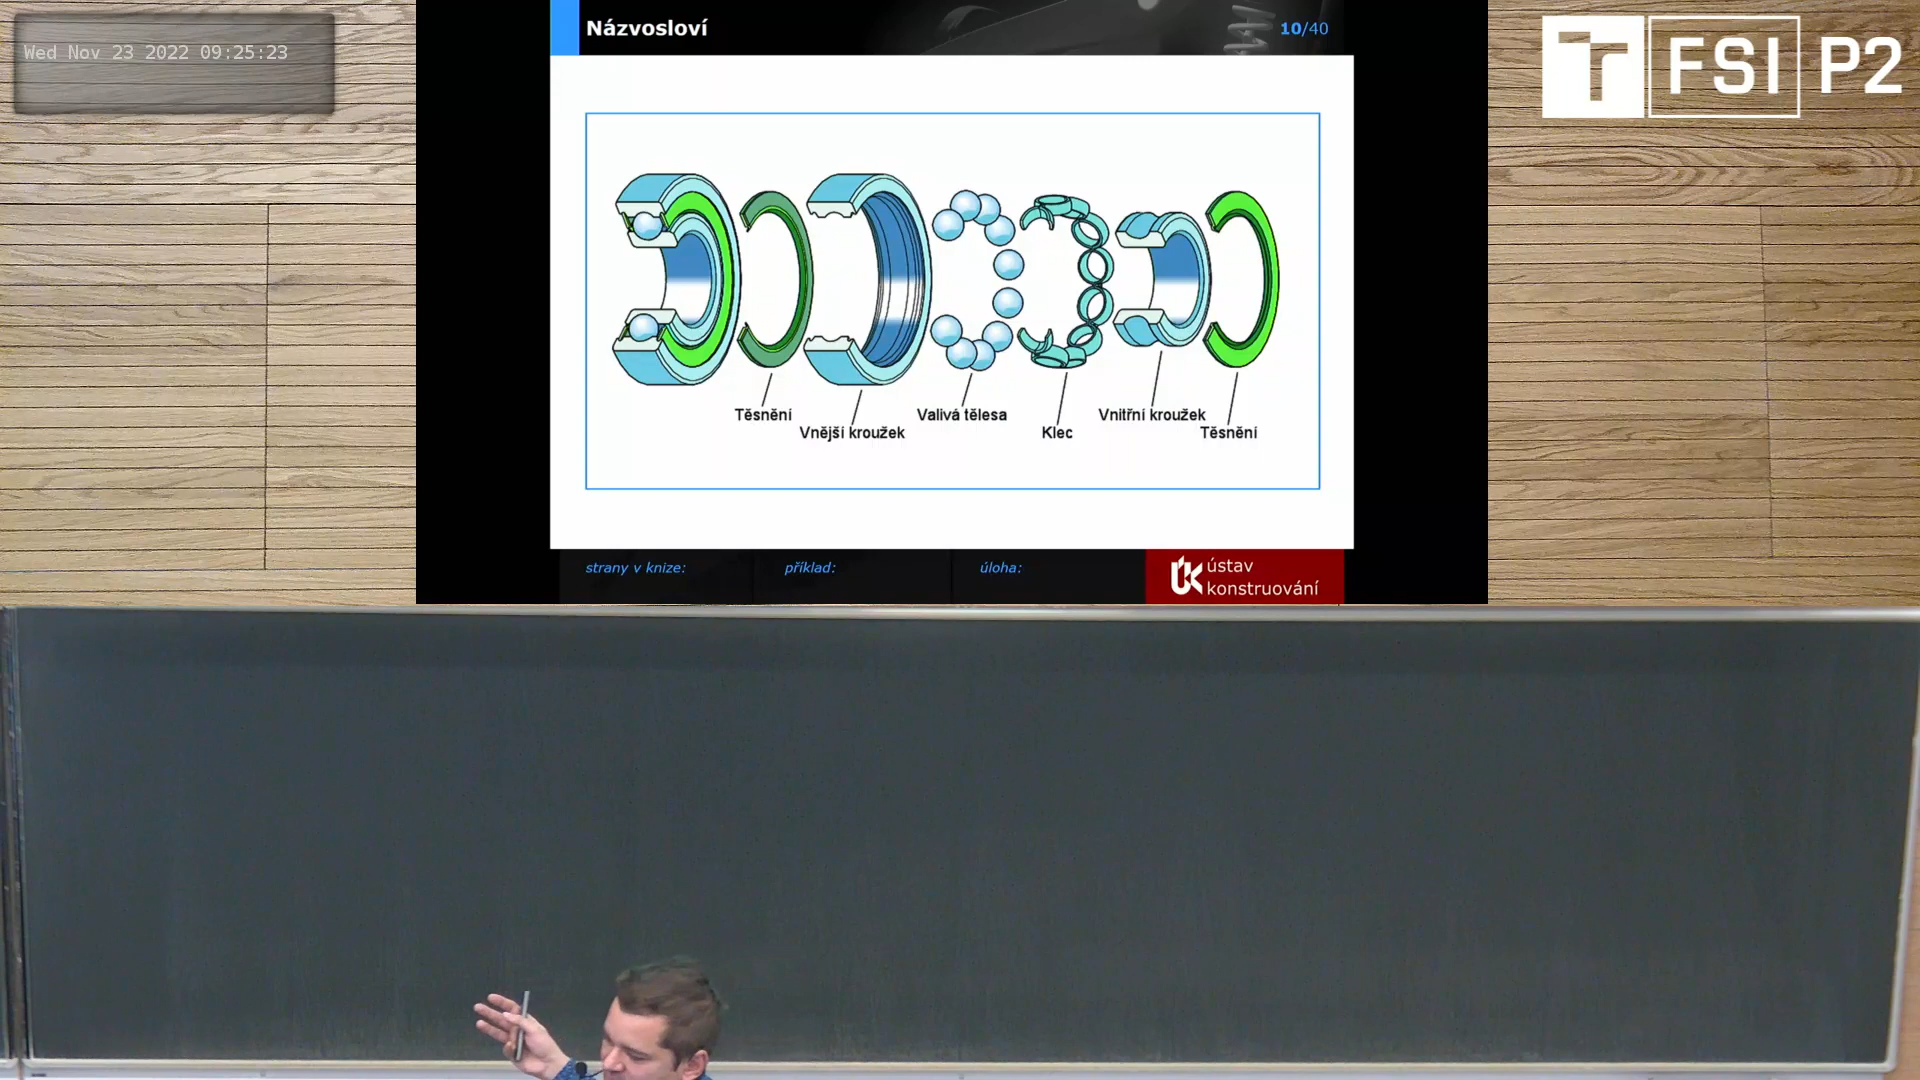 Wed Nov 23 2022 09:25:23
Názvosloví
10/40
FSI P2
Těsnění
Vnější kroužek
Valivá tělesa
Klec
Vnitřní kroužek
Těsnění
strany v knize:
příklad:
úloha:
ústav
konstruování